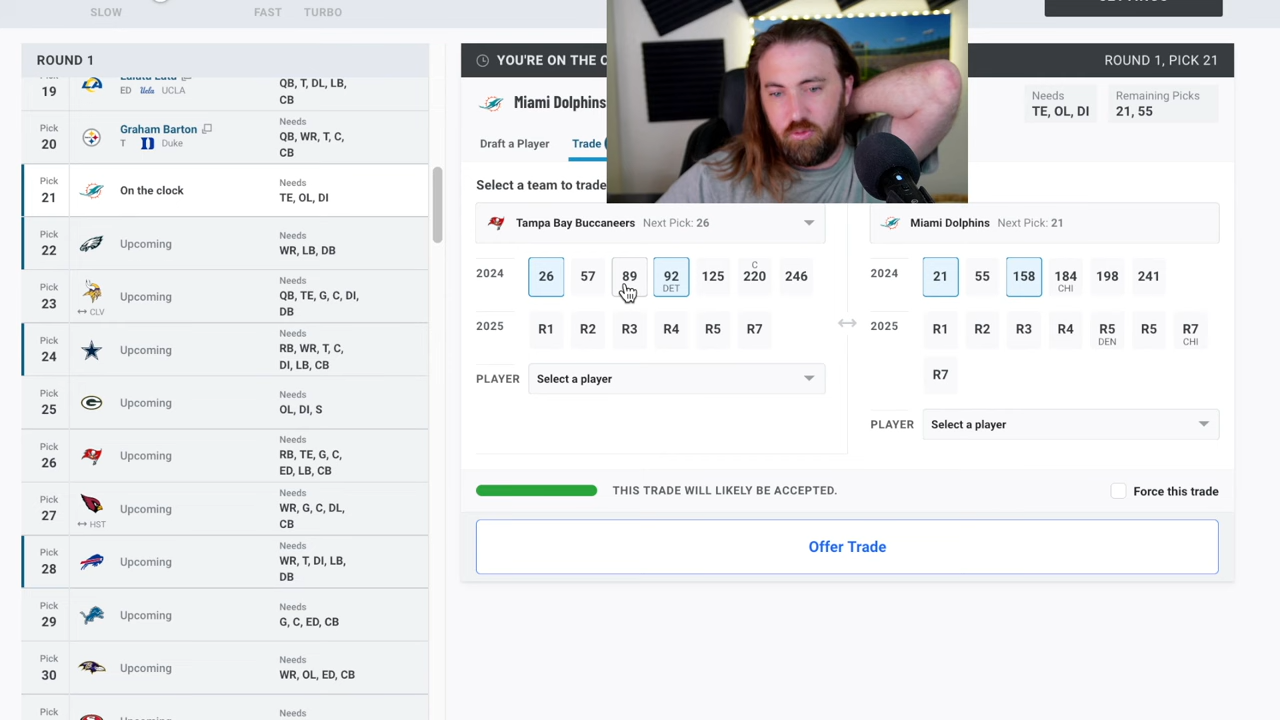 SLOW FAST TURBO
ROUND 1
Pick
19
ED Ucla UCLA
QB, T, DL, LB,
CB
Pick
20
Graham Barton
T Duke
Needs
QB, WR, T, C,
CB
Pick
21
On the clock
Needs
TE, OL, DI
Pick
22
Upcoming
Needs
WR, LB, DB
Pick
23
↔ CLV
Upcoming
Needs
QB, TE, G, C, DI,
DB
Pick
24
Upcoming
Needs
RB, WR, T, C,
DI, LB, CB
Pick
25
Upcoming
Needs
OL, DI, S
Pick
26
Upcoming
Needs
RB, TE, G, C,
ED, LB, CB
Pick
27
↔ HST
Upcoming
Needs
WR, G, C, DL,
CB
Pick
28
Upcoming
Needs
WR, T, DI, LB,
DB
Pick
29
Upcoming
Needs
G, C, ED, CB
Pick
30
Upcoming
Needs
WR, OL, ED, CB
Needs
YOU'RE ON THE
ROUND 1, PICK 21
Miami Dolphins
Needs
TE, OL, DI
Remaining Picks
21, 55
Draft a Player Trade
Select a team to trade
Tampa Bay Buccaneers Next Pick: 26
2024 26 57 89 92 DET 125 C 220 246
2025 R1 R2 R3 R4 R5 R7
PLAYER Select a player
Miami Dolphins Next Pick: 21
2024 21 55 158 184 CHI 198 241
2025 R1 R2 R3 R4 R5 DEN R5 R7 CHI
R7
PLAYER Select a player
THIS TRADE WILL LIKELY BE ACCEPTED.
Force this trade
Offer Trade